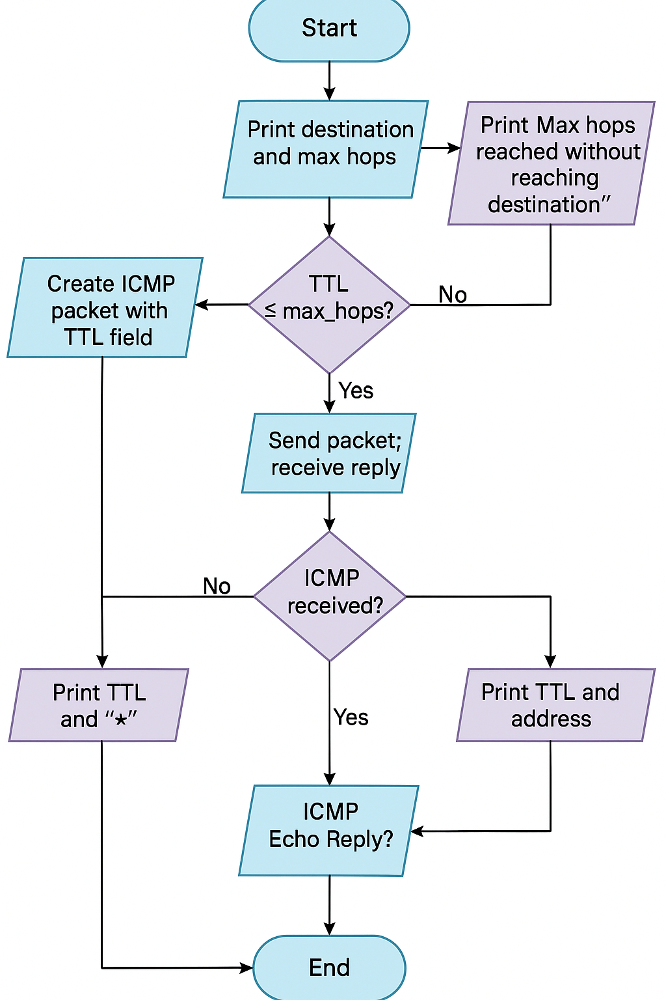 Start
Print destination
and max hops
Print Max hops
reached without
reaching
destination”
Create ICMP
packet with
TTL field
TTL
≤ max_hops?
No
Yes
Send packet;
receive reply
No
ICMP
received?
Print TTL
and “*”
Yes
Print TTL and
address
ICMP
Echo Reply?
End